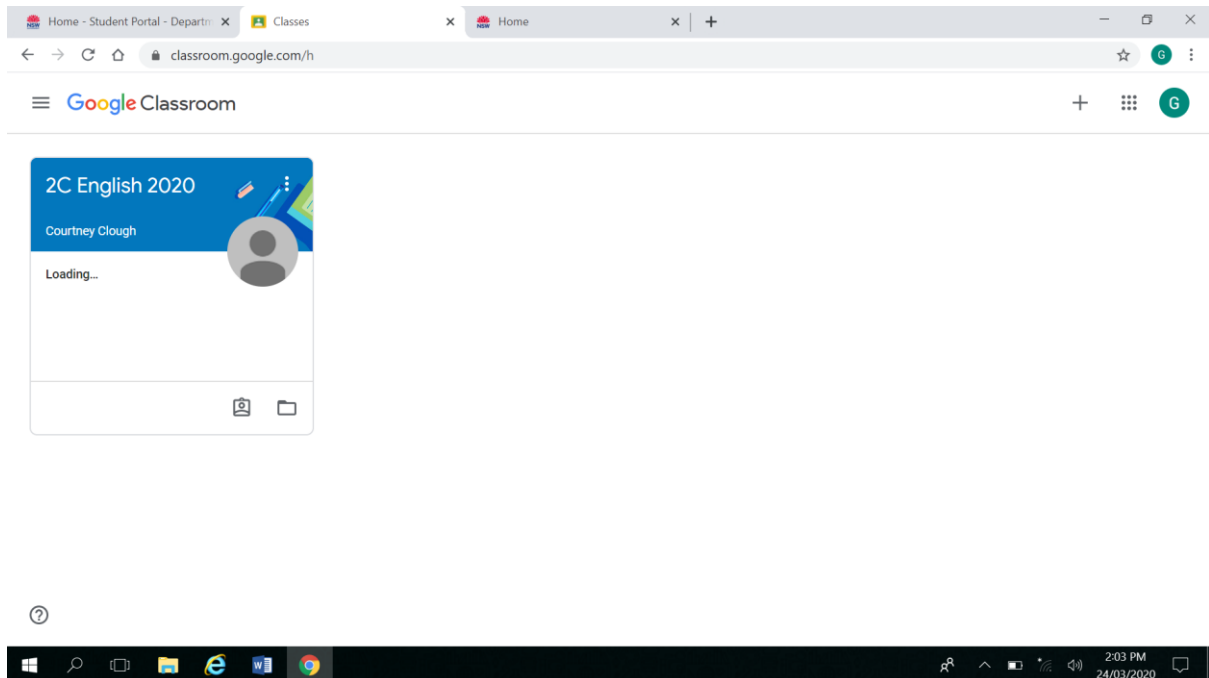 Home - Student Portal - Departm
Classes
Home
classroom.google.com/h
G
Google Classroom
G
2C English 2020
Courtney Clough
Loading...
2:03 PM
24/03/2020